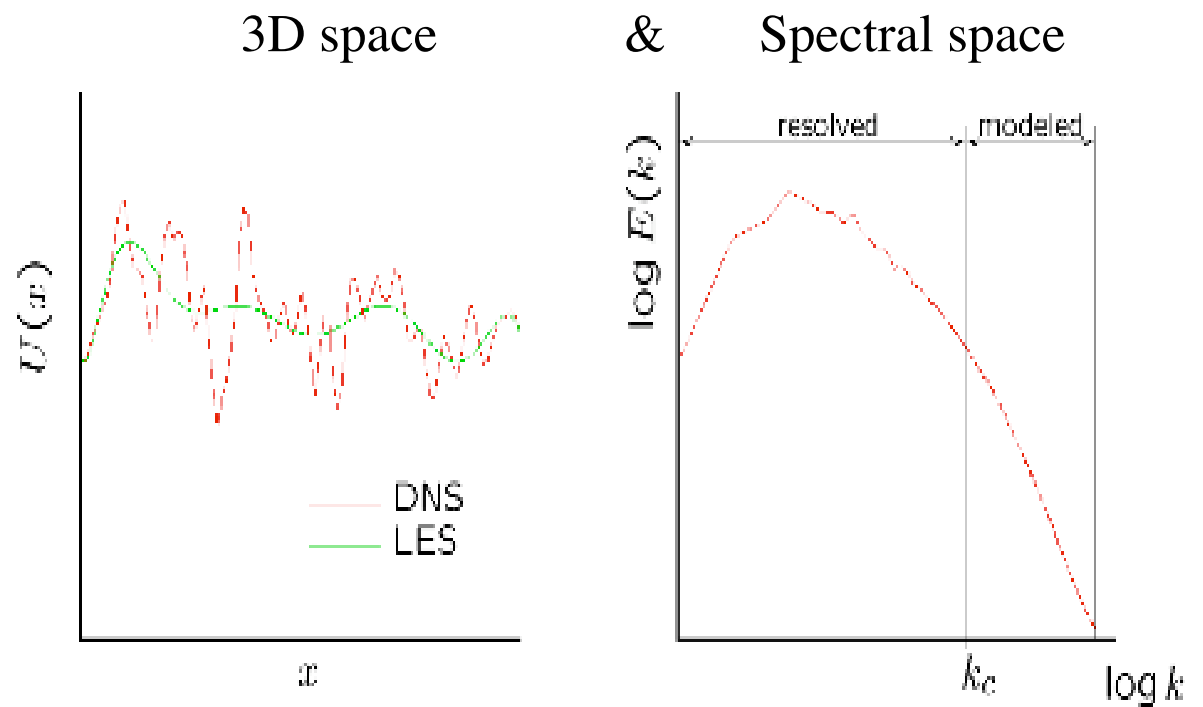 3D space & Spectral space
resolved modeled
U(x)
log E(k)
DNS
LES
x
k_c
log k